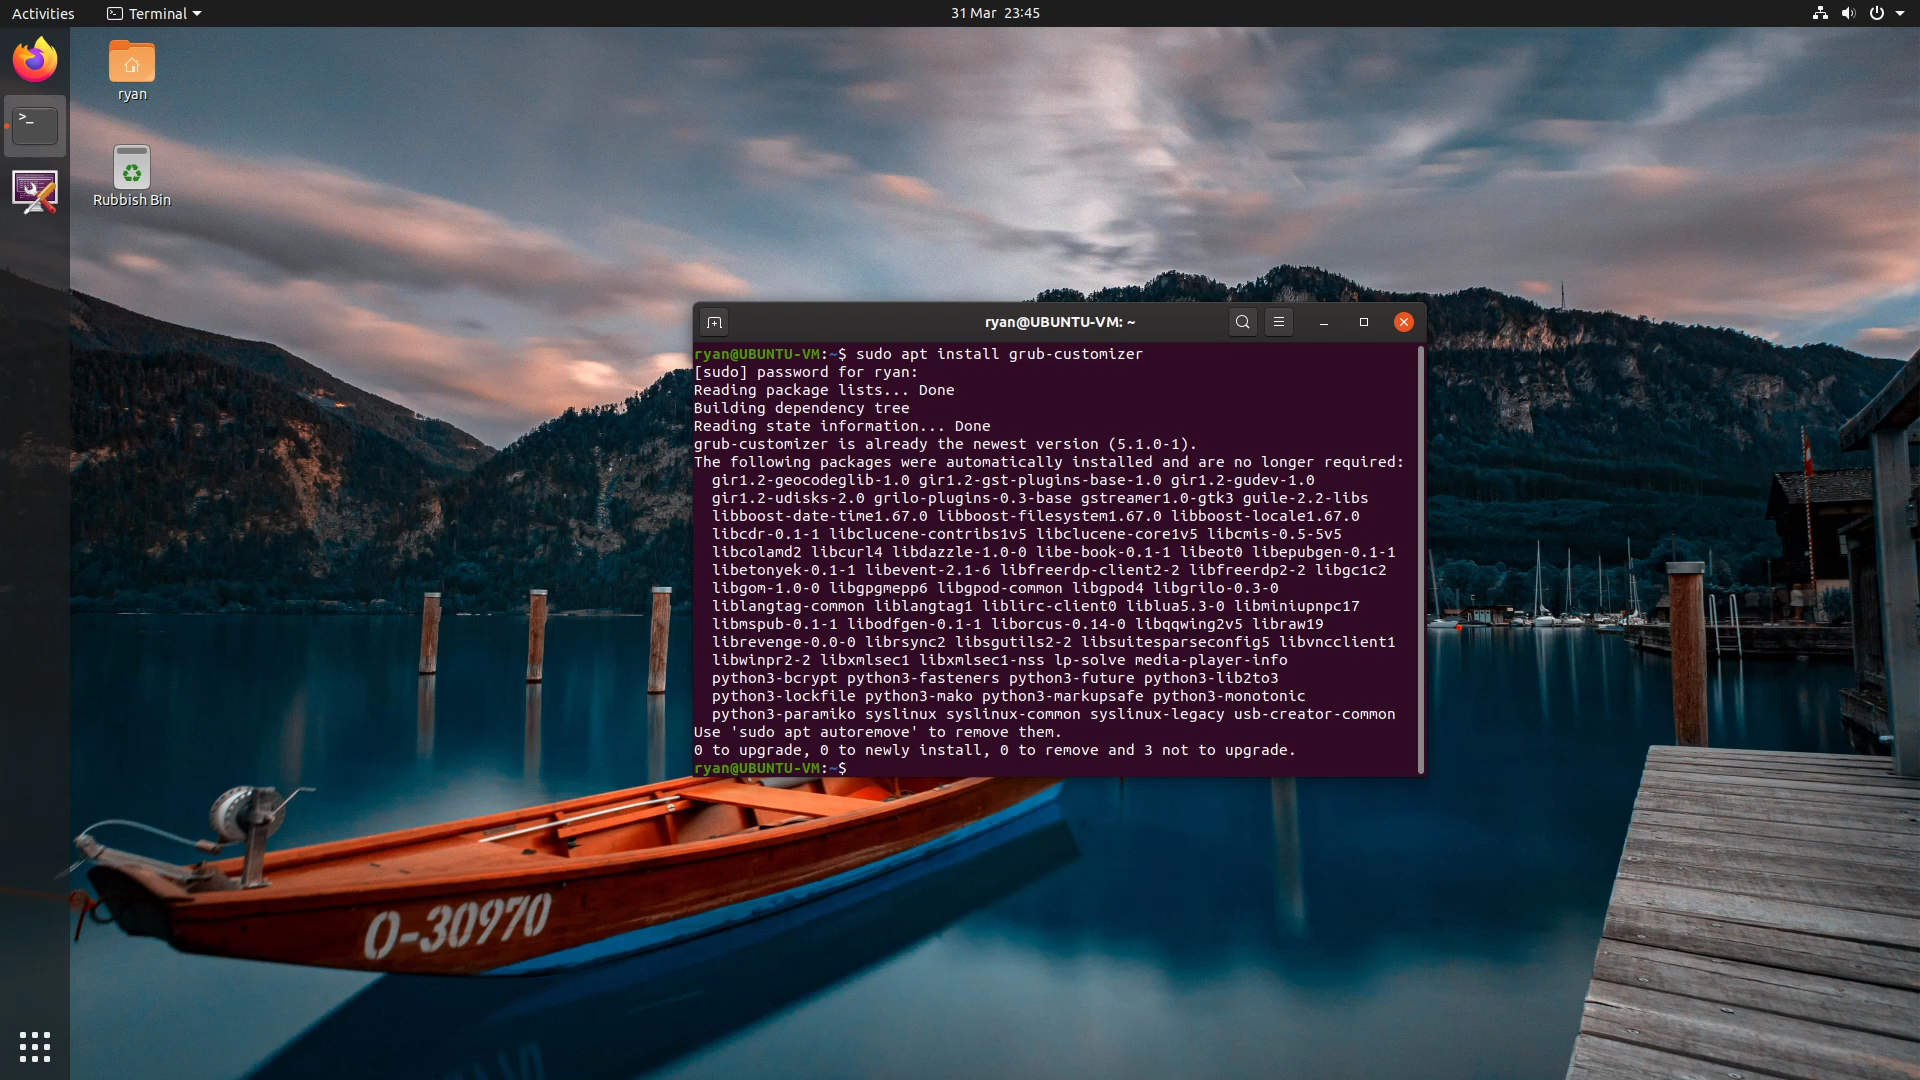 Activities
Terminal
31 Mar 23:45
ryan
Rubbish Bin
ryan@UBUNTU-VM: ~
>_
ryan@UBUNTU-VM:~$ sudo apt install grub-customizer
[sudo] password for ryan:
Reading package lists... Done
Building dependency tree
Reading state information... Done
grub-customizer is already the newest version (5.1.0-1).
The following packages were automatically installed and are no longer required:
gir1.2-geocodeglib-1.0 gir1.2-gst-plugins-base-1.0 gir1.2-gudev-1.0
gir1.2-udisks-2.0 grilo-plugins-0.3-base gstreamer1.0-gtk3 guile-2.2-libs
libboost-date-time1.67.0 libboost-filesystem1.67.0 libboost-locale1.67.0
libcdr-0.1-1 libclucene-contribs1v5 libclucene-core1v5 libcmis-0.5-5v5
libcolamd2 libcurl4 libdazzle-1.0-0 libe-book-0.1-1 libeot0 libepubgen-0.1-1
libetonyek-0.1-1 libevent-2.1-6 libfreerdp-client2-2 libfreerdp2-2 libgc1c2
libgom-1.0-0 libgpgmepp6 libgpod-common libgpod4 libgrilo-0.3-0
liblangtag-common liblangtag1 liblirc-client0 liblua5.3-0 libminiupnpc17
libmspub-0.1-1 libodfgen-0.1-1 liborcus-0.14-0 libqqwing2v5 libraw19
librevenge-0.0-0 librsync2 libsgutils2-2 libsuitesparseconfig5 libvncclient1
libwinpr2-2 libxmlsec1 libxmlsec1-nss lp-solve media-player-info
python3-bcrypt python3-fasteners python3-future python3-lib2to3
python3-lockfile python3-mako python3-markupsafe python3-monotonic
python3-paramiko syslinux syslinux-common syslinux-legacy usb-creator-common
Use 'sudo apt autoremove' to remove them.
0 to upgrade, 0 to newly install, 0 to remove and 3 not to upgrade.
ryan@UBUNTU-VM:~$
O-30970